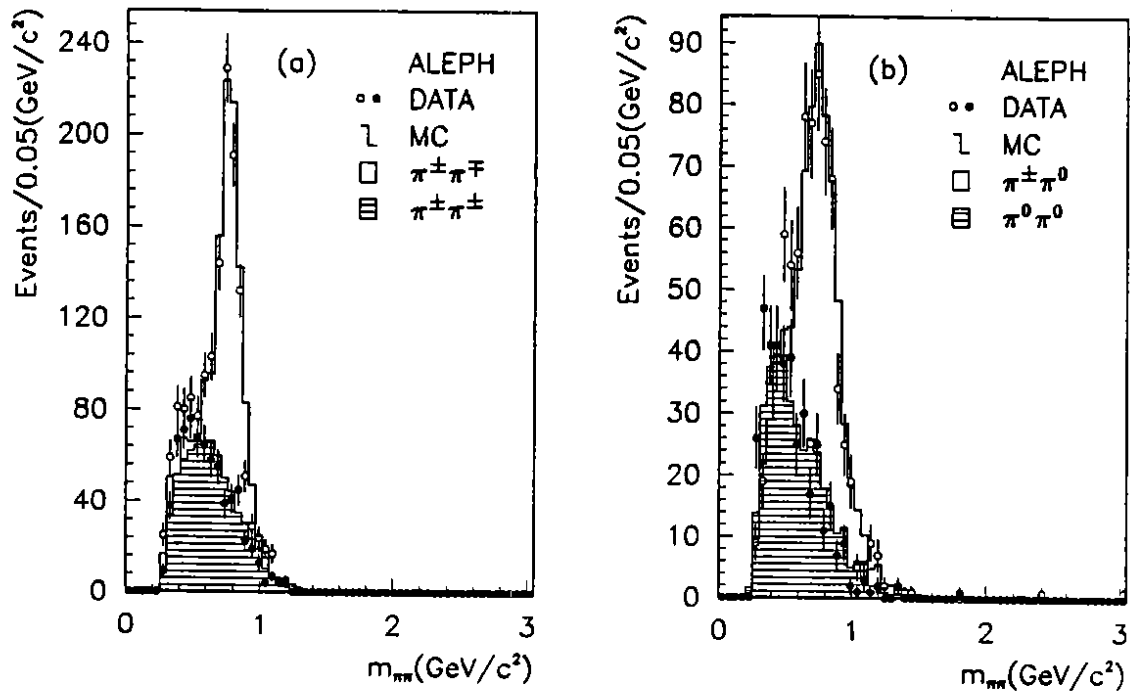 Events/0.05(GeV/c²)
240
200
160
120
80
40
0
(a)
ALEPH
DATA
MC
π±π∓
π±π±
0
1
2
3
mππ(GeV/c²)
Events/0.05(GeV/c²)
90
80
70
60
50
40
30
20
10
0
(b)
ALEPH
DATA
MC
π±π⁰
π⁰π⁰
0
1
2
3
mππ(GeV/c²)